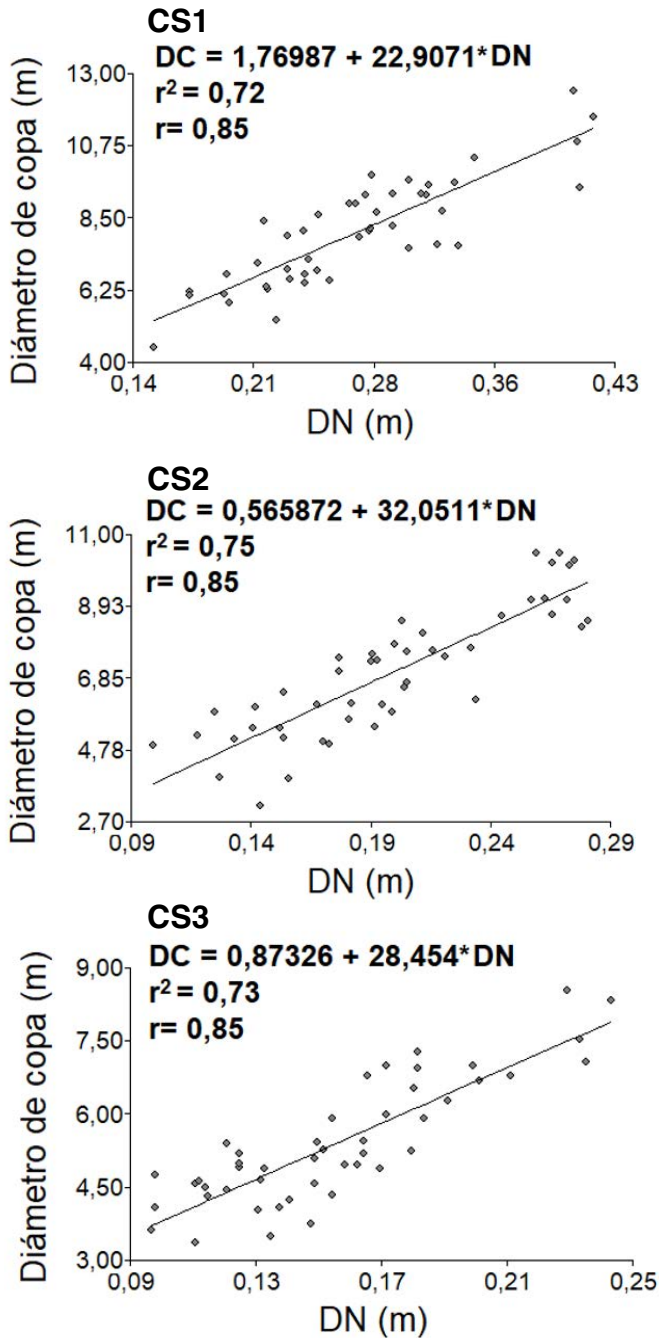 CS1
DC = 1,76987 + 22,9071*DN
r² = 0,72
r= 0,85
Diámetro de copa (m)
13,00
10,75
8,50
6,25
4,00
0,14 0,21 0,28 0,36 0,43
DN (m)
CS2
DC = 0,565872 + 32,0511*DN
r² = 0,75
r= 0,85
Diámetro de copa (m)
11,00
8,93
6,85
4,78
2,70
0,09 0,14 0,19 0,24 0,29
DN (m)
CS3
DC = 0,87326 + 28,454*DN
r² = 0,73
r= 0,85
Diámetro de copa (m)
9,00
7,50
6,00
4,50
3,00
0,09 0,13 0,17 0,21 0,25
DN (m)